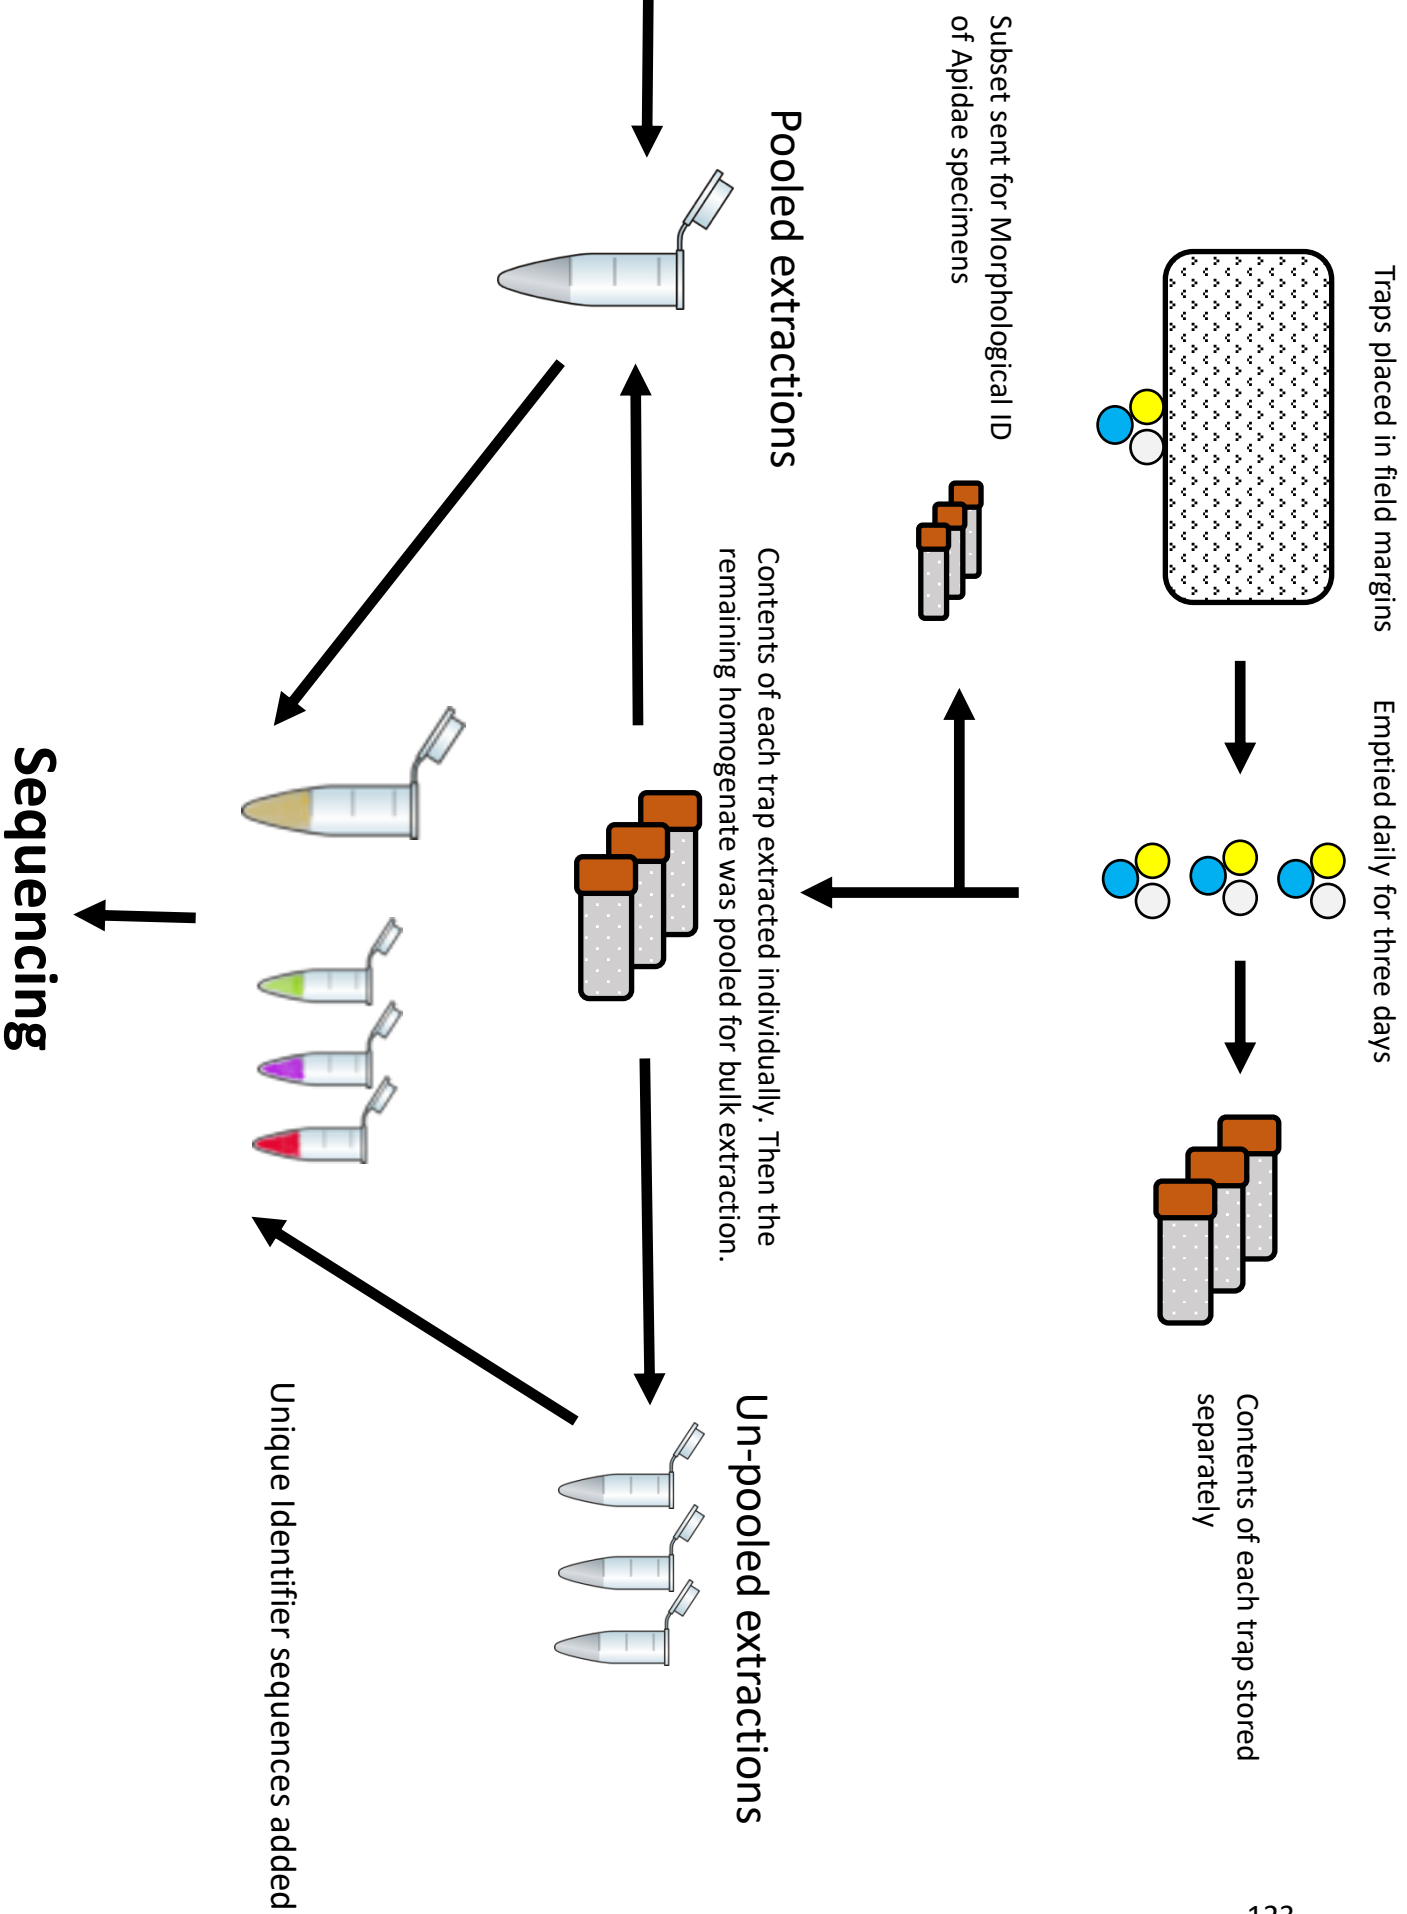 Traps placed in field margins
Emptied daily for three days
Contents of each trap stored
separately
Subset sent for Morphological ID
of Apidae specimens
Contents of each trap extracted individually. Then the
remaining homogenate was pooled for bulk extraction.
Pooled extractions
Un-pooled extractions
Unique Identifier sequences added
Sequencing